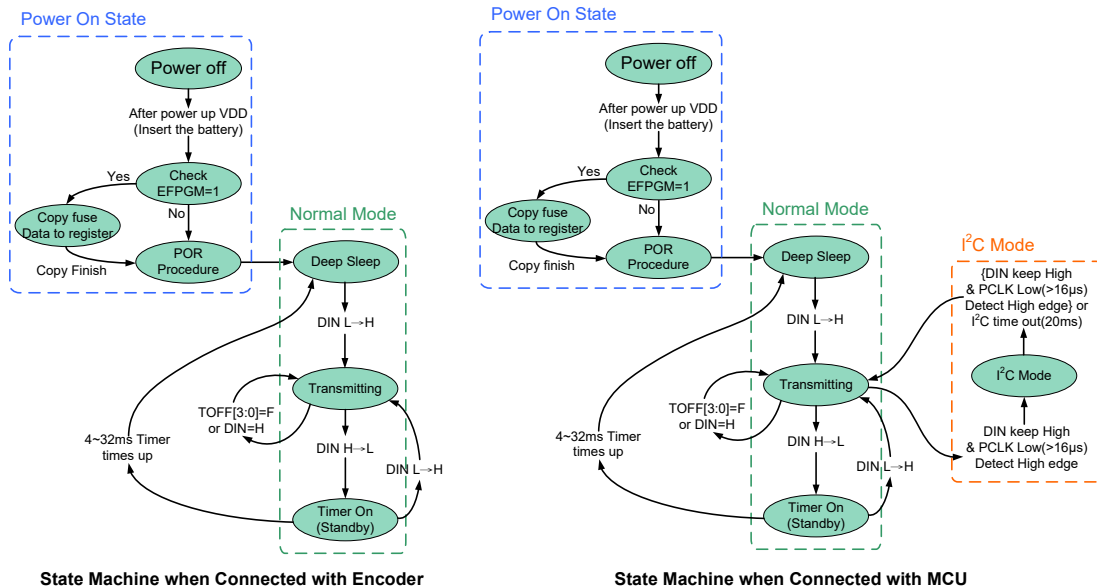 Power On State
Power off
After power up VDD
(Insert the battery)
Yes
Check
EFPGM=1
No
Copy fuse
Data to register
Copy Finish
POR
Procedure
Normal Mode
Deep Sleep
DIN L→H
Transmitting
TOFF[3:0]=F
or DIN=H
DIN H→L
4~32ms Timer
times up
DIN L→H
Timer On
(Standby)
State Machine when Connected with Encoder
Power On State
Power off
After power up VDD
(Insert the battery)
Yes
Check
EFPGM=1
No
Copy fuse
Data to register
Copy finish
POR
Procedure
Normal Mode
Deep Sleep
DIN L→H
Transmitting
TOFF[3:0]=F
or DIN=H
DIN H→L
4~32ms Timer
times up
DIN L→H
Timer On
(Standby)
I²C Mode
{DIN keep High
& PCLK Low(>16µs)
Detect High edge} or
I²C time out(20ms)
I²C Mode
DIN keep High
& PCLK Low(>16µs)
Detect High edge
State Machine when Connected with MCU